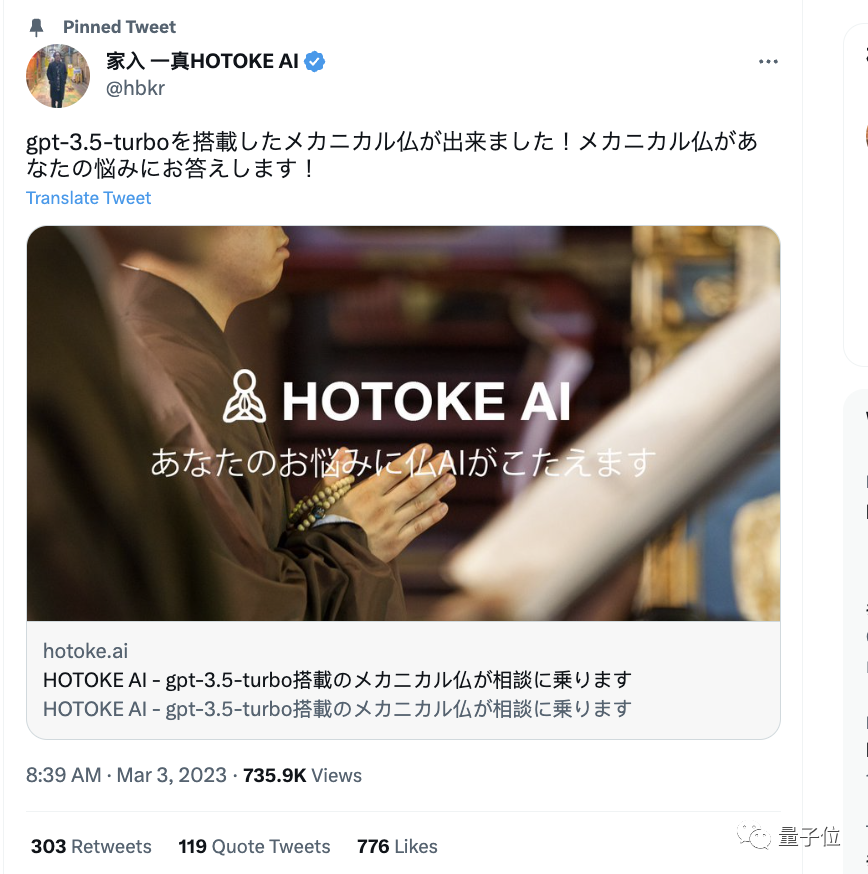 Pinned Tweet
家入 一真HOTOKE AI
@hbkr
gpt-3.5-turboを搭載したメカニカル仏が出来ました！メカニカル仏があ
なたの悩みにお答えします！
Translate Tweet
HOTOKE AI
あなたのお悩みに仏AIがこたえます
hotoke.ai
HOTOKE AI - gpt-3.5-turbo搭載のメカニカル仏が相談に乗ります
HOTOKE AI - gpt-3.5-turbo搭載のメカニカル仏が相談に乗ります
8:39 AM · Mar 3, 2023 · 735.9K Views
303 Retweets 119 Quote Tweets 776 Likes
量子位